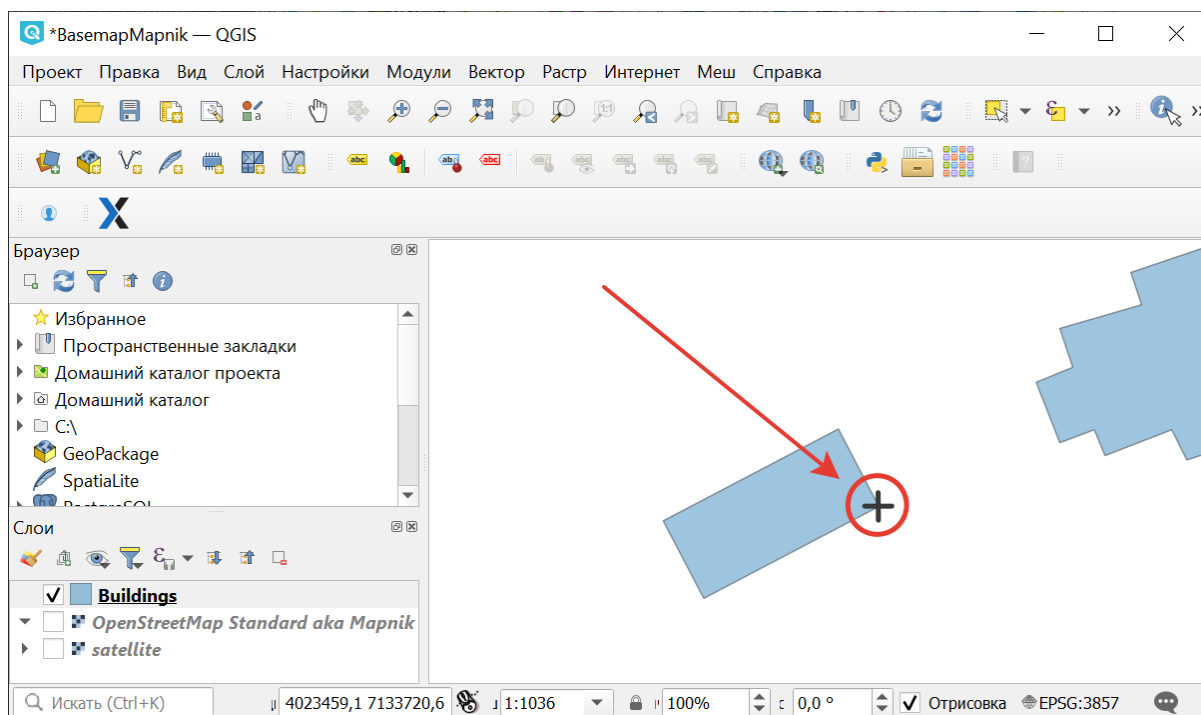 *BasemapMapnik — QGIS
Проект Правка Вид Слой Настройки Модули Вектор Растр Интернет Меш Справка
Браузер
Избранное
Пространственные закладки
Домашний каталог проекта
Домашний каталог
C:\
GeoPackage
SpatiaLite
PostgreSQL
Слои
Buildings
OpenStreetMap Standard aka Mapnik
satellite
Искать (Ctrl+K) 4023459,1 7133720,6 1:1036 100% 0,0 ° Отрисовка EPSG:3857